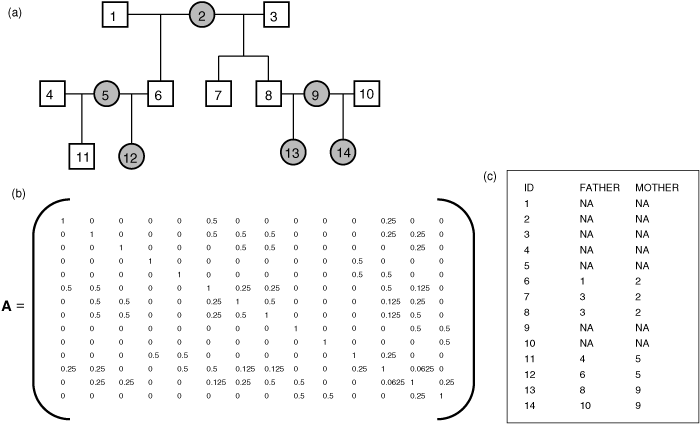 (a)
1 2 3
4 5 6 7 8 9 10
11 12 13 14
(b)
A =
1 0 0 0 0 0.5 0 0 0 0 0 0.25 0 0
0 1 0 0 0 0.5 0.5 0.5 0 0 0 0.25 0.25 0
0 0 1 0 0 0 0.5 0.5 0 0 0 0 0.25 0
0 0 0 1 0 0 0 0 0 0 0.5 0 0 0
0 0 0 0 1 0 0 0 0 0 0.5 0.5 0 0
0.5 0.5 0 0 0 1 0.25 0.25 0 0 0 0.5 0.125 0
0 0.5 0.5 0 0 0.25 1 0.5 0 0 0 0.125 0.25 0
0 0.5 0.5 0 0 0.25 0.5 1 0 0 0 0.125 0.5 0
0 0 0 0 0 0 0 0 1 0 0 0 0.5 0.5
0 0 0 0 0 0 0 0 0 1 0 0 0 0.5
0 0 0 0.5 0.5 0 0 0 0 0 1 0.25 0 0
0.25 0.25 0 0 0.5 0.5 0.125 0.125 0 0 0.25 1 0.0625 0
0 0.25 0.25 0 0 0.125 0.25 0.5 0.5 0 0 0.0625 1 0.25
0 0 0 0 0 0 0 0 0.5 0.5 0 0 0.25 1
(c)
ID FATHER MOTHER
1 NA NA
2 NA NA
3 NA NA
4 NA NA
5 NA NA
6 1 2
7 3 2
8 3 2
9 NA NA
10 NA NA
11 4 5
12 6 5
13 8 9
14 10 9